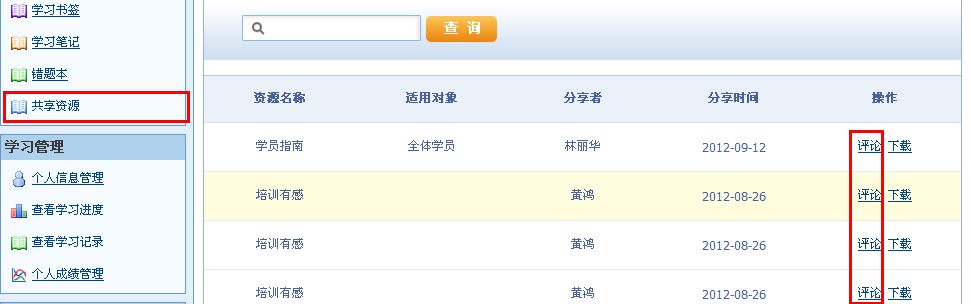 学习书签
学习笔记
错题本
共享资源
学习管理
个人信息管理
查看学习进度
查看学习记录
个人成绩管理
查 询
资源名称 适用对象 分享者 分享时间 操作
学员指南 全体学员 林丽华 2012-09-12 评论 下载
培训有感 黄鸿 2012-08-26 评论 下载
培训有感 黄鸿 2012-08-26 评论 下载
培训有感 黄鸿 2012-08-26 评论 下载